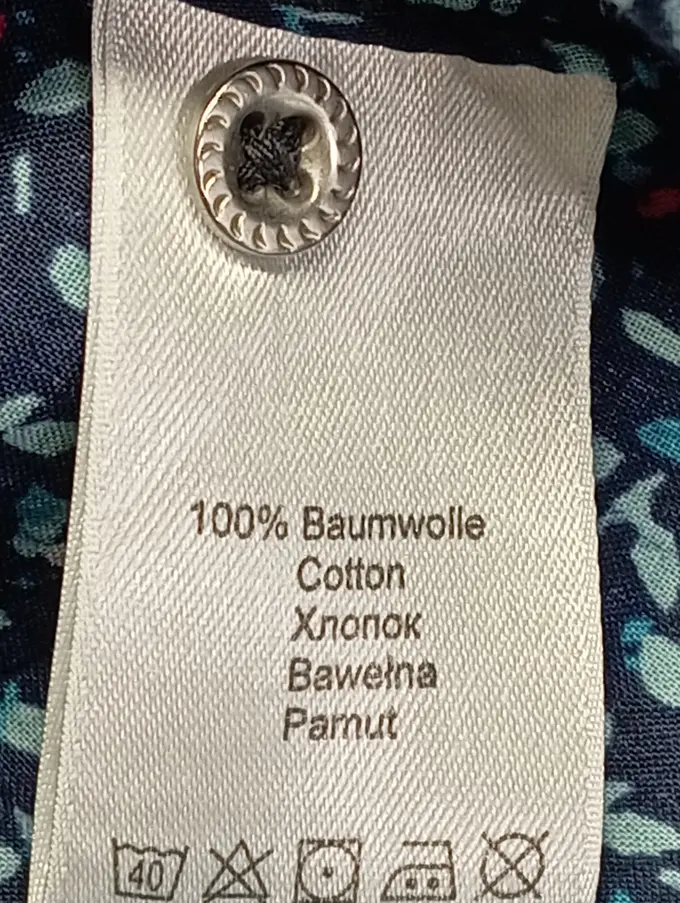 100% Baumwolle
Cotton
Хлопок
Bawełna
Pamut
40